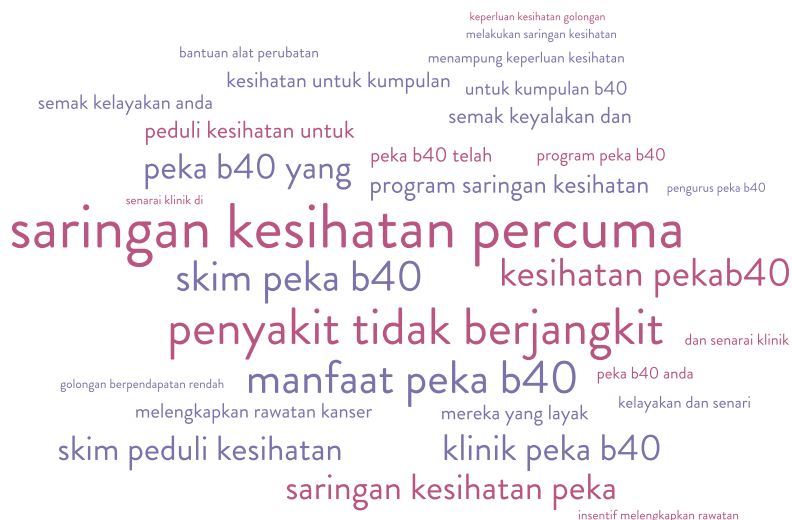 keperluan kesihatan golongan
melakukan saringan kesihatan
bantuan alat perubatan
menampung keperluan kesihatan
kesihatan untuk kumpulan
untuk kumpulan b40
semak kelayakan anda
semak keyalakan dan
peduli kesihatan untuk
peka b40 telah
program peka b40
peka b40 yang
program saringan kesihatan
pengurus peka b40
senarai klinik di
saringan kesihatan percuma
skim peka b40
kesihatan pekab40
penyakit tidak berjangkit
dan senarai klinik
manfaat peka b40
peka b40 anda
golongan berpendapatan rendah
kelayakan dan senari
melengkapkan rawatan kanser
mereka yang layak
skim peduli kesihatan
klinik peka b40
saringan kesihatan peka
insentif melengkapkan rawatan